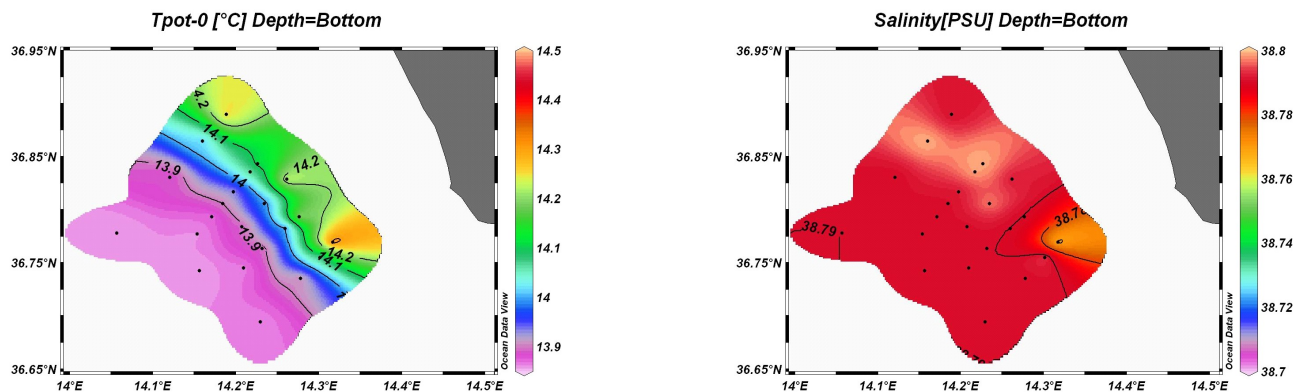 Tpot-0 [°C] Depth=Bottom
36.95°N
36.85°N
36.75°N
36.65°N
14°E
14.1°E
14.2°E
14.3°E
14.4°E
14.5°E
14.5
14.4
14.3
14.2
14.1
14
13.9
4.2
14.1
14.2
13.9
14
13.9
14.2
14.1
Ocean Data View
Salinity[PSU] Depth=Bottom
36.95°N
36.85°N
36.75°N
36.65°N
14°E
14.1°E
14.2°E
14.3°E
14.4°E
14.5°E
38.8
38.78
38.76
38.74
38.72
38.7
38.79
38.78
Ocean Data View